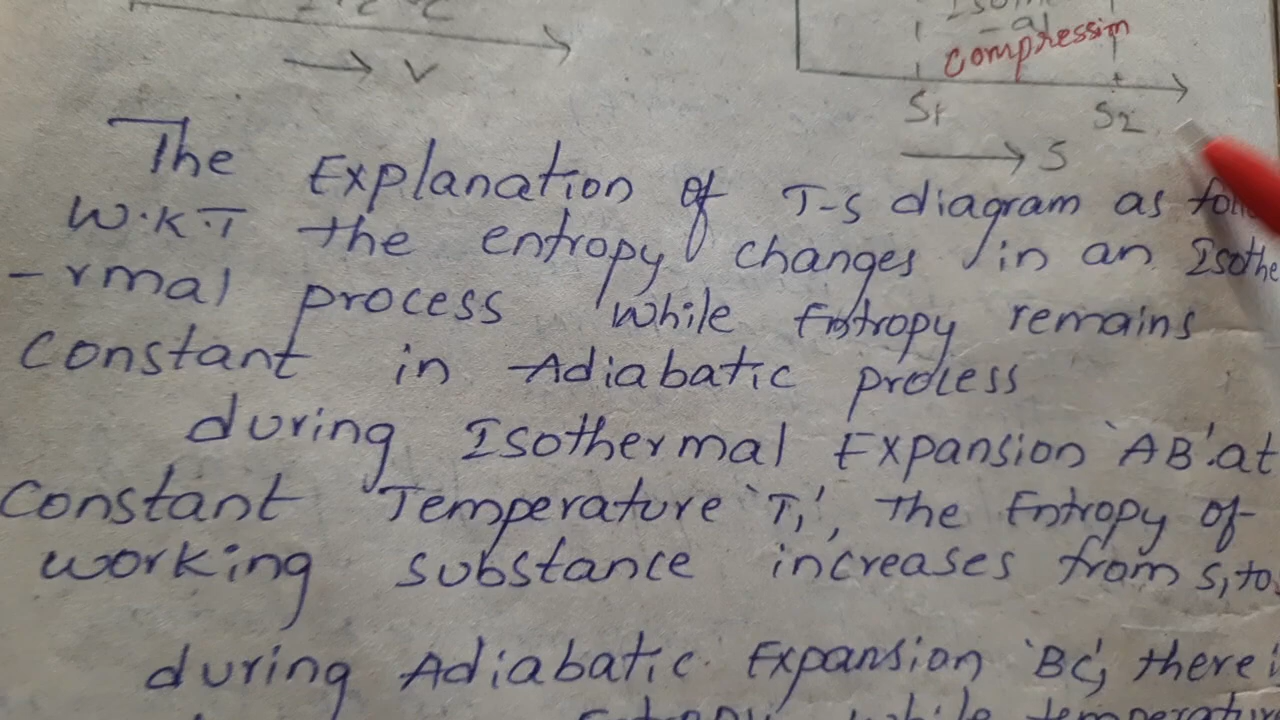 V
compression
S1
S2
S
The Explanation of T-S diagram as
W.K.T the entropy changes in an Isothe
-rmal process while Entropy remains
Constant in Adiabatic process
during Isothermal Expansion 'AB' at
Constant Temperature 'T1', The Entropy of
working substance increases from S1 to
during Adiabatic Expansion 'BC', there
while